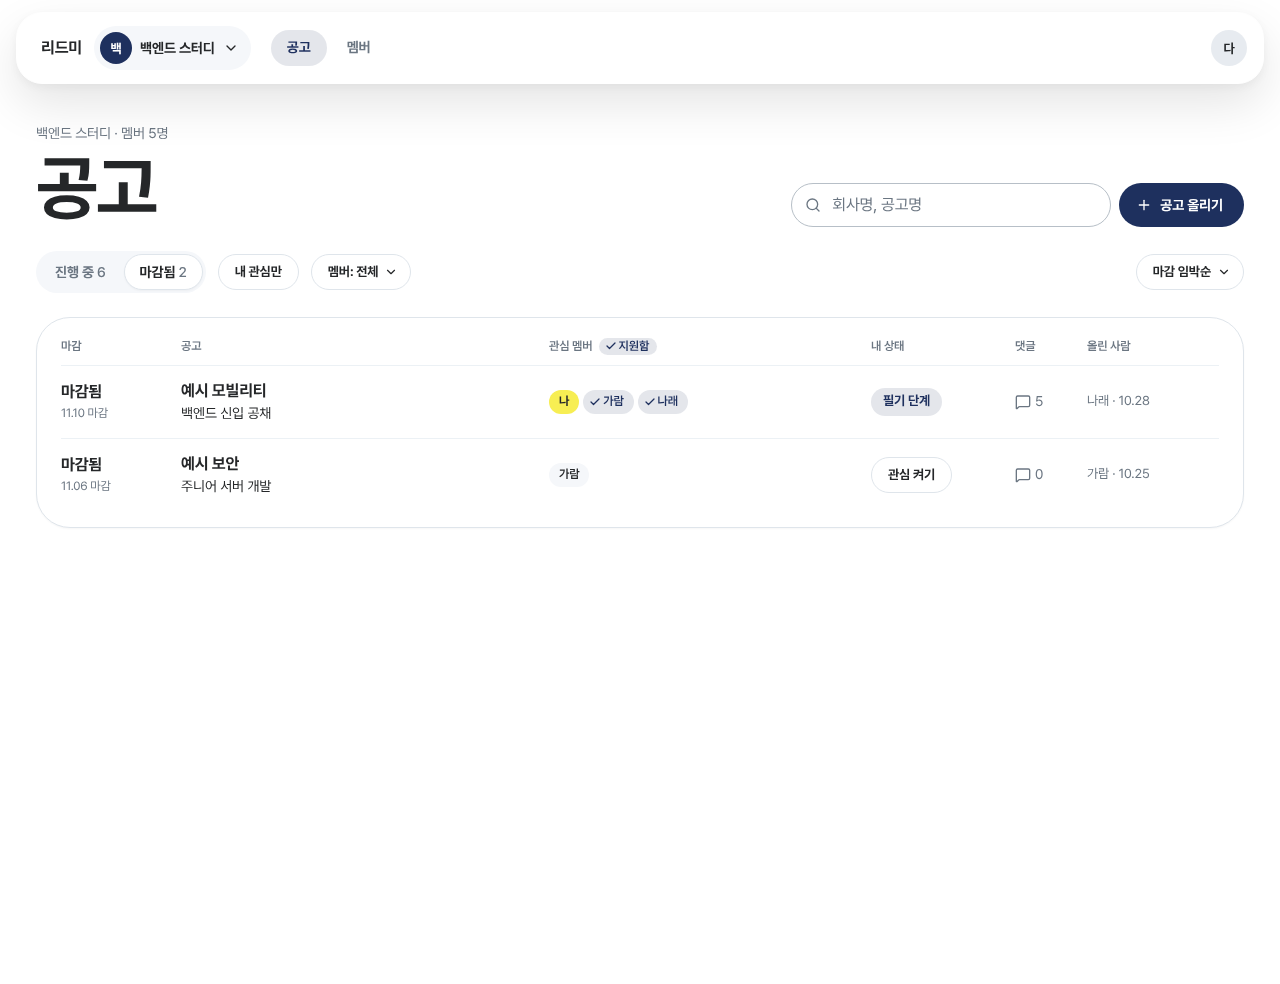 리드미 백 백엔드 스터디 공고 멤버 다
백엔드 스터디 · 멤버 5명
공고
회사명, 공고명 공고 올리기
진행 중 6 마감됨 2 내 관심만 멤버: 전체 마감 임박순
마감 공고 관심 멤버 지원함 내 상태 댓글 올린 사람
마감됨 예시 모빌리티
나 가람 나래 필기 단계 5 나래 · 10.28
11.10 마감 백엔드 신입 공채
마감됨 예시 보안
가람 관심 켜기 0 가람 · 10.25
11.06 마감 주니어 서버 개발